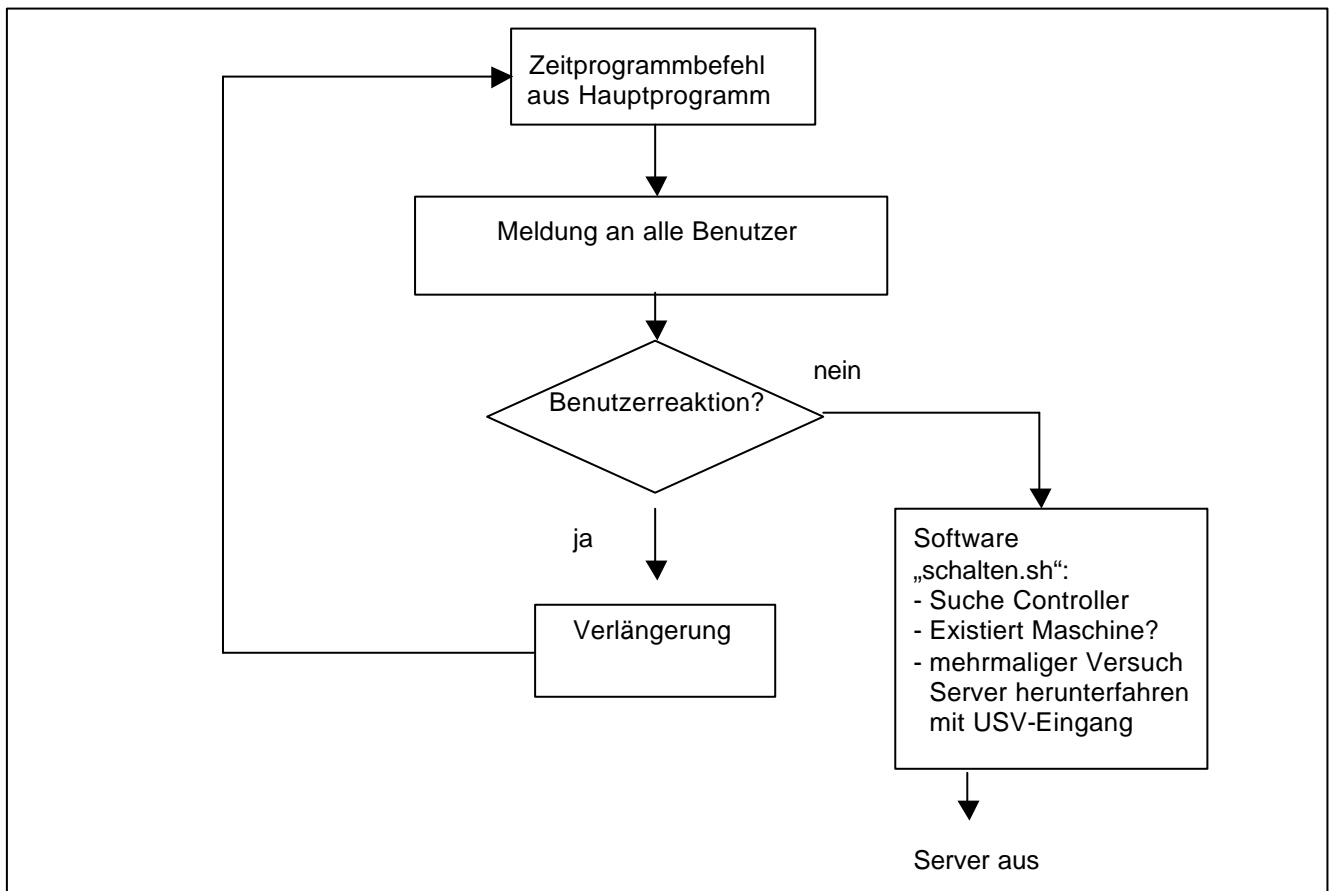 Zeitprogrammbefehl
aus Hauptprogramm
Meldung an alle Benutzer
Benutzerreaktion?
nein
ja
Verlängerung
Software
„schalten.sh“:
- Suche Controller
- Existiert Maschine?
- mehrmaliger Versuch
Server herunterfahren
mit USV-Eingang
Server aus